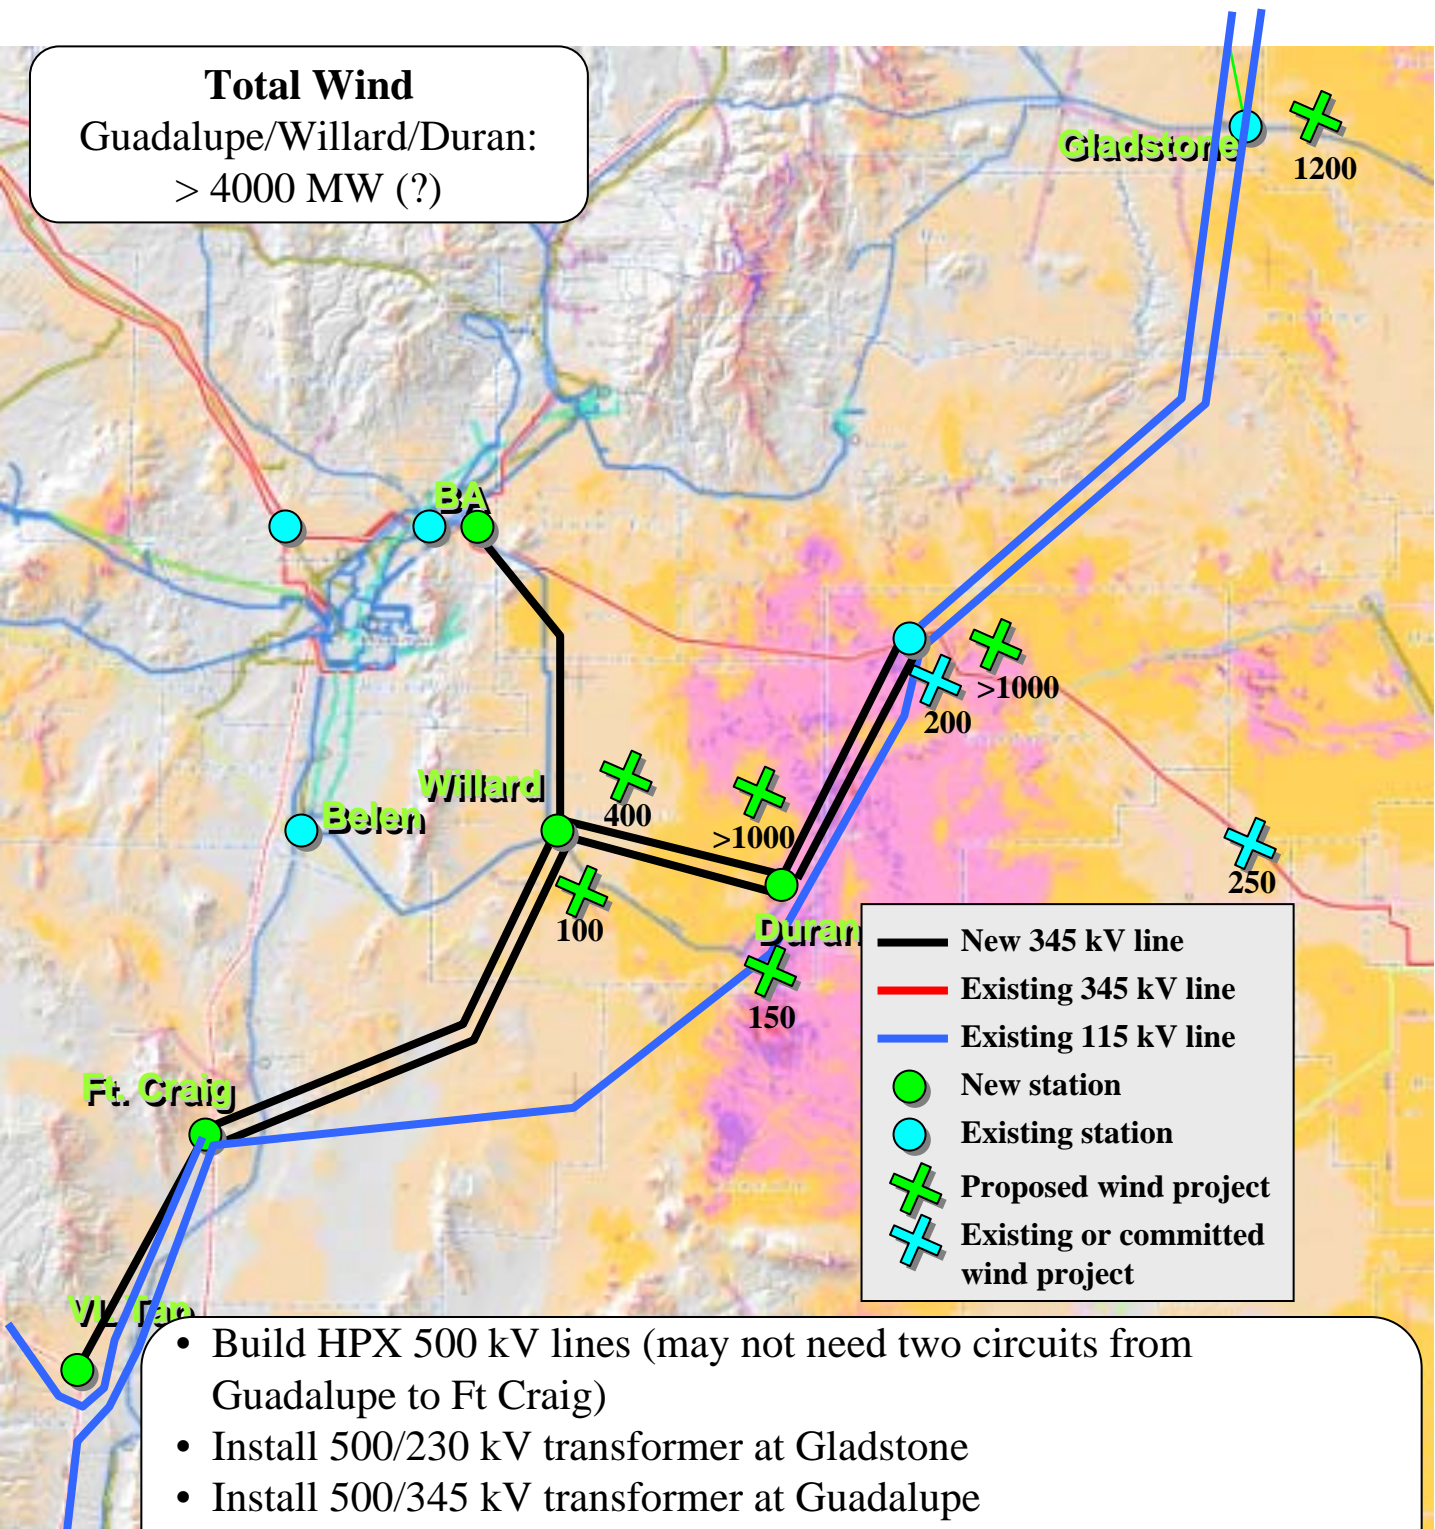 Total Wind
Guadalupe/Willard/Duran:
> 4000 MW (?)
Gladstone
1200
BA
>1000
200
Willard
400
>1000
Belen
250
100
Duran
150
New 345 kV line
Existing 345 kV line
Existing 115 kV line
New station
Existing station
Proposed wind project
Existing or committed
wind project
Ft. Craig
VL Tap
• Build HPX 500 kV lines (may not need two circuits from
Guadalupe to Ft Craig)
• Install 500/230 kV transformer at Gladstone
• Install 500/345 kV transformer at Guadalupe